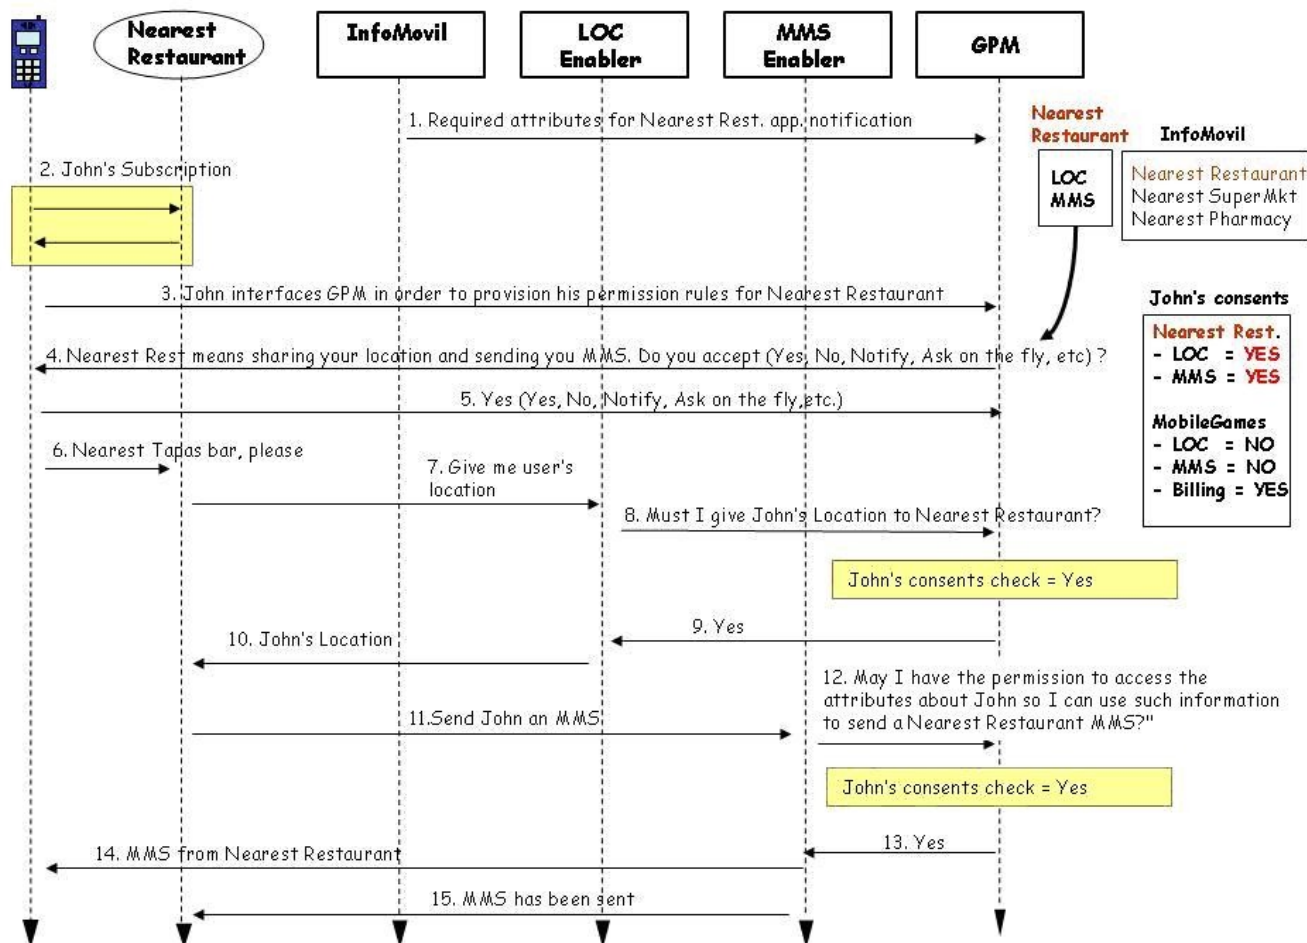 Nearest
Restaurant
InfoMovil
LOC
Enabler
MMS
Enabler
GPM
1. Required attributes for Nearest Rest. app. notification
Nearest
Restaurant
InfoMovil
LOC
MMS
Nearest Restaurant
Nearest SuperMkt
Nearest Pharmacy
2. John's Subscription
3. John interfaces GPM in order to provision his permission rules for Nearest Restaurant
John's consents
Nearest Rest.
- LOC = YES
- MMS = YES
MobileGames
- LOC = NO
- MMS = NO
- Billing = YES
4. Nearest Rest means sharing your location and sending you MMS. Do you accept (Yes, No, Notify, Ask on the fly, etc) ?
5. Yes (Yes, No, Notify, Ask on the fly,etc.)
6. Nearest Tapas bar, please
7. Give me user's
location
8. Must I give John's Location to Nearest Restaurant?
John's consents check = Yes
9. Yes
10. John's Location
11.Send John an MMS
12. May I have the permission to access the
attributes about John so I can use such information
to send a Nearest Restaurant MMS?"
John's consents check = Yes
13. Yes
14. MMS from Nearest Restaurant
15. MMS has been sent